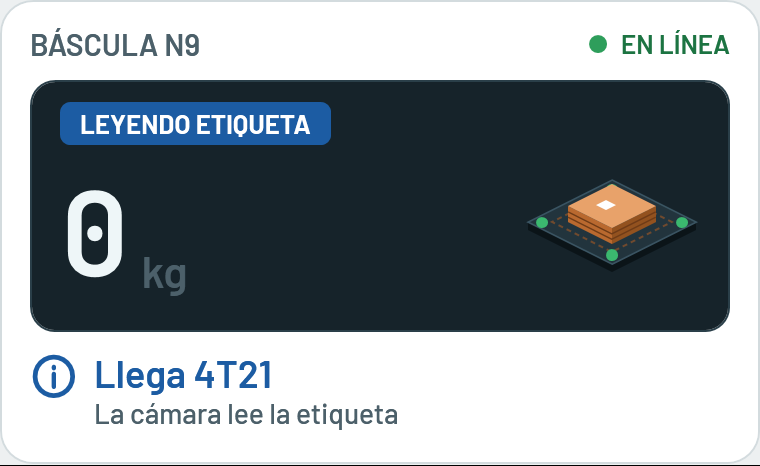 BÁSCULA N9
EN LÍNEA
LEYENDO ETIQUETA
0 kg
Llega 4T21
La cámara lee la etiqueta